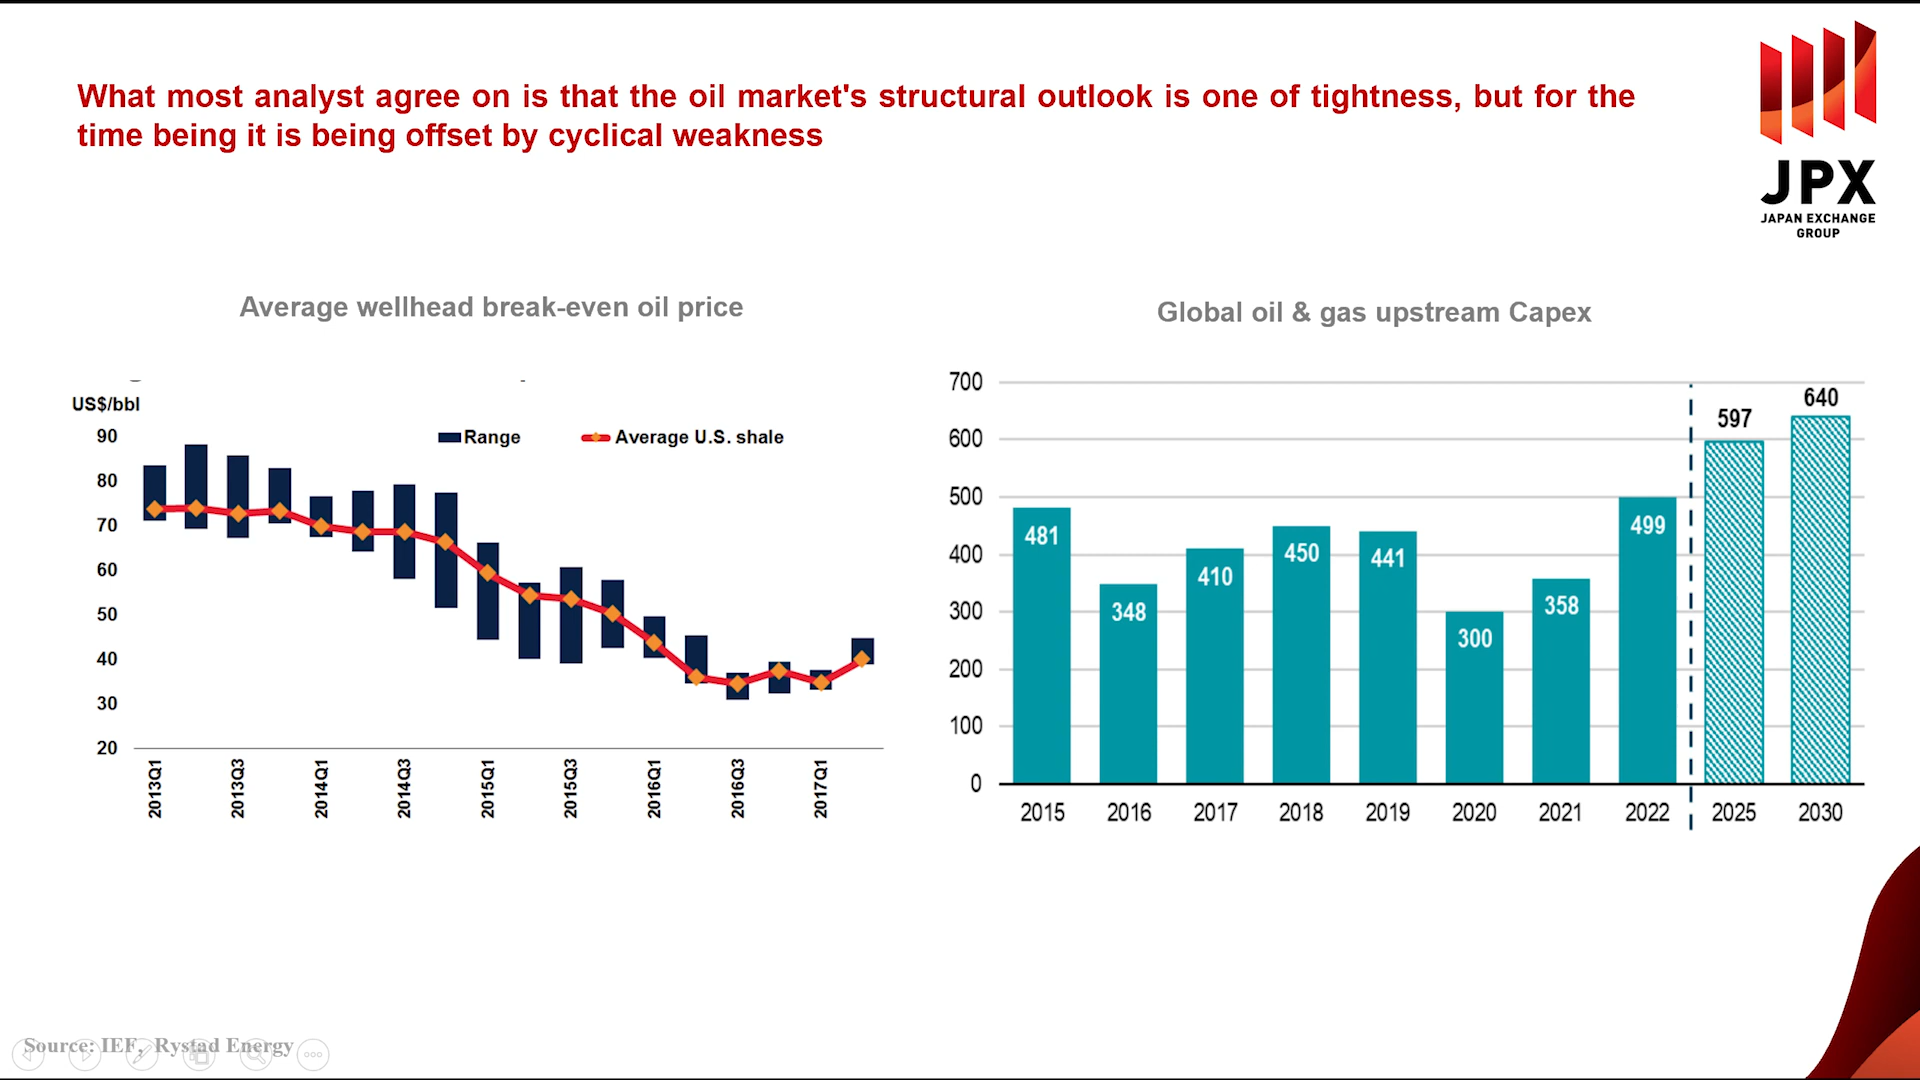 What most analyst agree on is that the oil market's structural outlook is one of tightness, but for the
time being it is being offset by cyclical weakness
JPX
JAPAN EXCHANGE
GROUP
Average wellhead break-even oil price
US$/bbl
Range
Average U.S. shale
90
80
70
60
50
40
30
20
2013Q1
2013Q3
2014Q1
2014Q3
2015Q1
2015Q3
2016Q1
2016Q3
2017Q1
Global oil & gas upstream Capex
700
600
500
400
300
200
100
0
481
348
410
450
441
300
358
499
597
640
2015
2016
2017
2018
2019
2020
2021
2022
2025
2030
Source: IEF, Rystad Energy